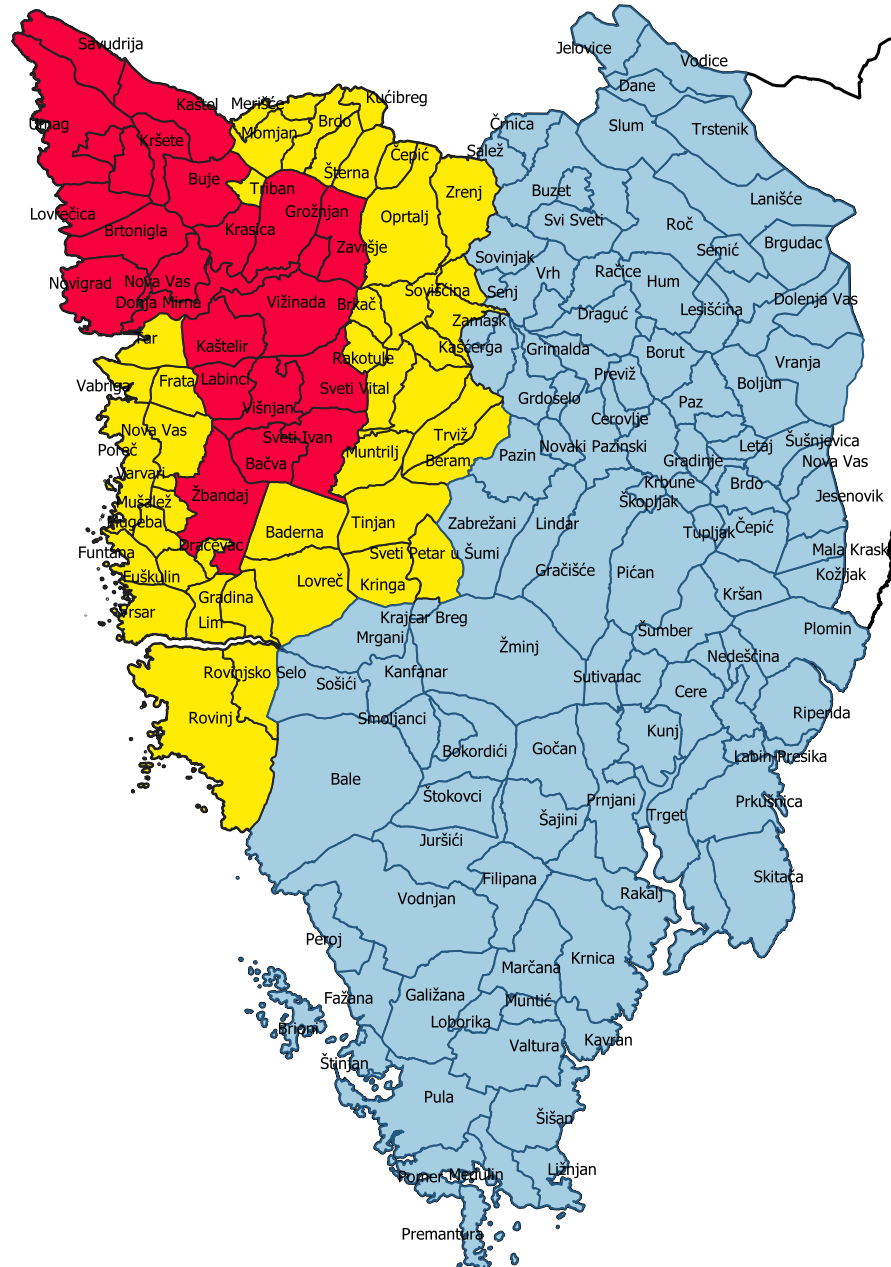 Jelovice
Savudrija
Vodice
Dane
Kaštel
Merišće
Kućibreg
Umag
Brdo
Črnica
Slum
Trstenik
Momjan
Kršete
Salež
Čepić
Šterna
Buje
Triban
Zrenj
Buzet
Lanišće
Lovrečica
Grožnjan
Oprtalj
Svi Sveti
Roč
Brtonigla
Krasica
Završje
Semić
Brgudac
Sovinjak
Vrh
Račice
Hum
Novigrad
Nova Vas
Soviščina
Senj
Donja Mirna
Vižinada
Brkač
Dolenja Vas
Lesišćina
Draguć
Zamask
Tar
Kaštelir
Kašćerga
Grimalda
Borut
Rakotule
Vranja
Previž
Vabriga
Frata
Labinci
Sveti Vital
Boljun
Grdoselo
Paz
Višnjan
Cerovlje
Nova Vas
Sveti Ivan
Tviž
Poreč
Muntrilj
Beram
Pazin
Novaki Pazinski
Letaj
Šušnjevica
Bačva
Gradinje
Nova Vas
Varvari
Krbune
Brdo
Žbandaj
Mušalež
Škopljak
Jesenovik
Mugeba
Baderna
Tinjan
Zabrežani
Lindar
Tupljak
Čepić
Funtana
Dračevac
Sveti Petar u Šumi
Mala Kraska
Fuškulin
Lovreč
Kringa
Gračišće
Pićan
Kožljak
Vrsar
Gradina
Kršan
Lim
Krajcar Breg
Mrgani
Žminj
Šumber
Plomin
Nedešćina
Rovinjsko Selo
Sošići
Kanfanar
Sutivanac
Cere
Rovinj
Smoljanci
Ripenda
Kunj
Bokordići
Gočan
Labin-Presika
Bale
Štokovci
Prnjani
Prkušnica
Šajini
Trget
Juršići
Filipana
Skitača
Vodnjan
Rakalj
Peroj
Krnica
Marčana
Fažana
Galižana
Muntić
Brioni
Loborika
Valtura
Kavran
Štinjan
Pula
Šišan
Pomer
Medulin
Ližnjan
Premantura